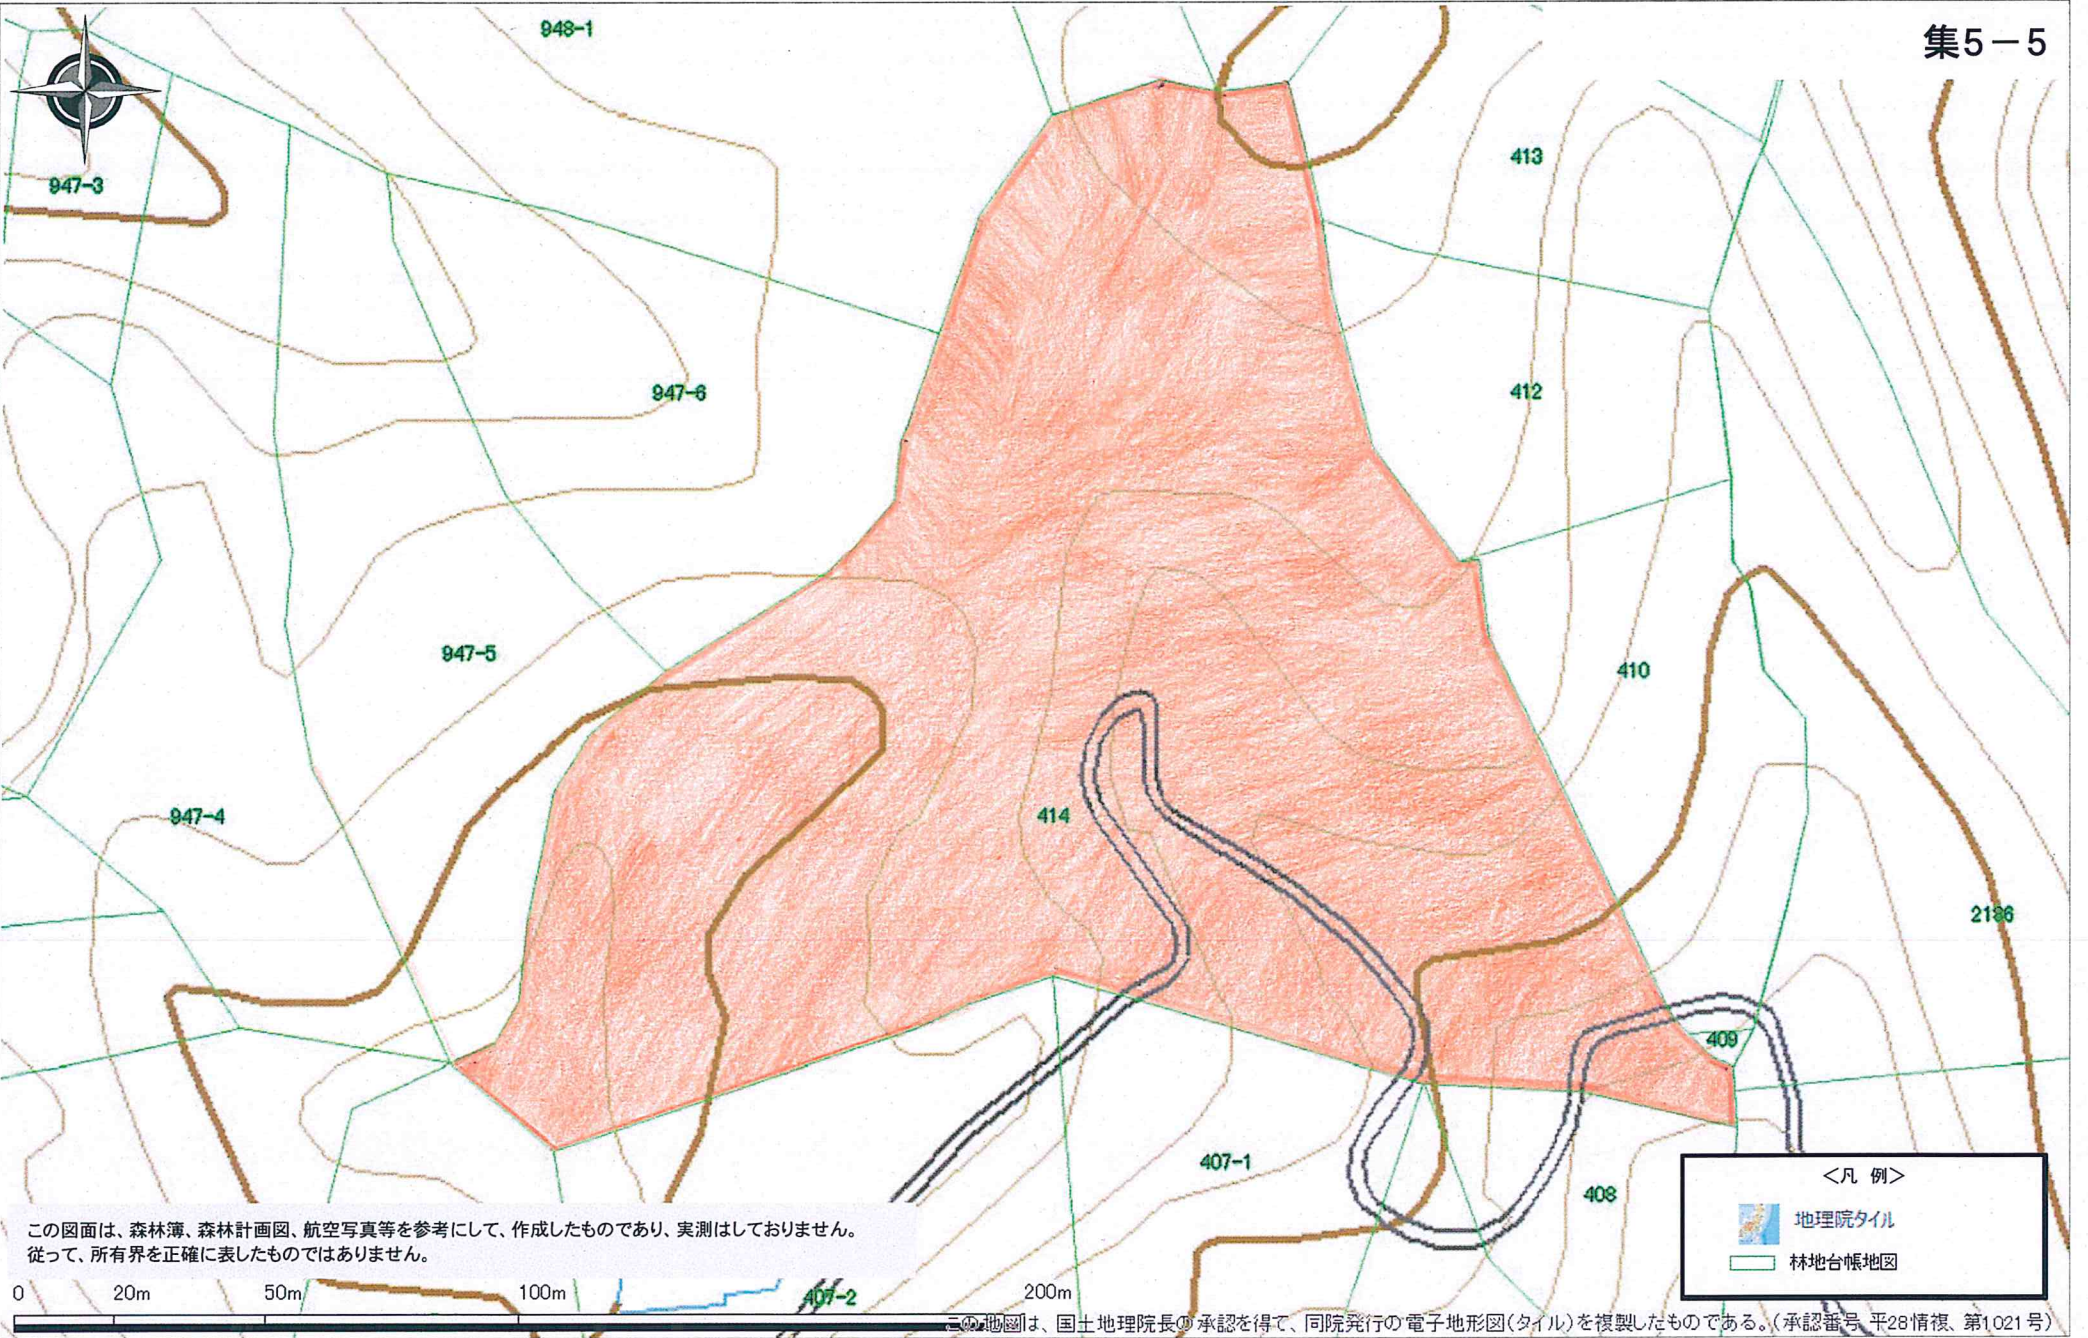 948-1
集5－5
947-3
413
947-6
412
947-5
410
947-4
414
2186
409
407-1
408
＜凡 例＞
地理院タイル
林地台帳地図
この図面は、森林簿、森林計画図、航空写真等を参考にして、作成したものであり、実測はしておりません。
従って、所有界を正確に表したものではありません。
0 20m 50m 100m 200m
407-2
この地図は、国土地理院長の承認を得て、同院発行の電子地形図(タイル)を複製したものである。(承認番号 平28情複、第1021号)